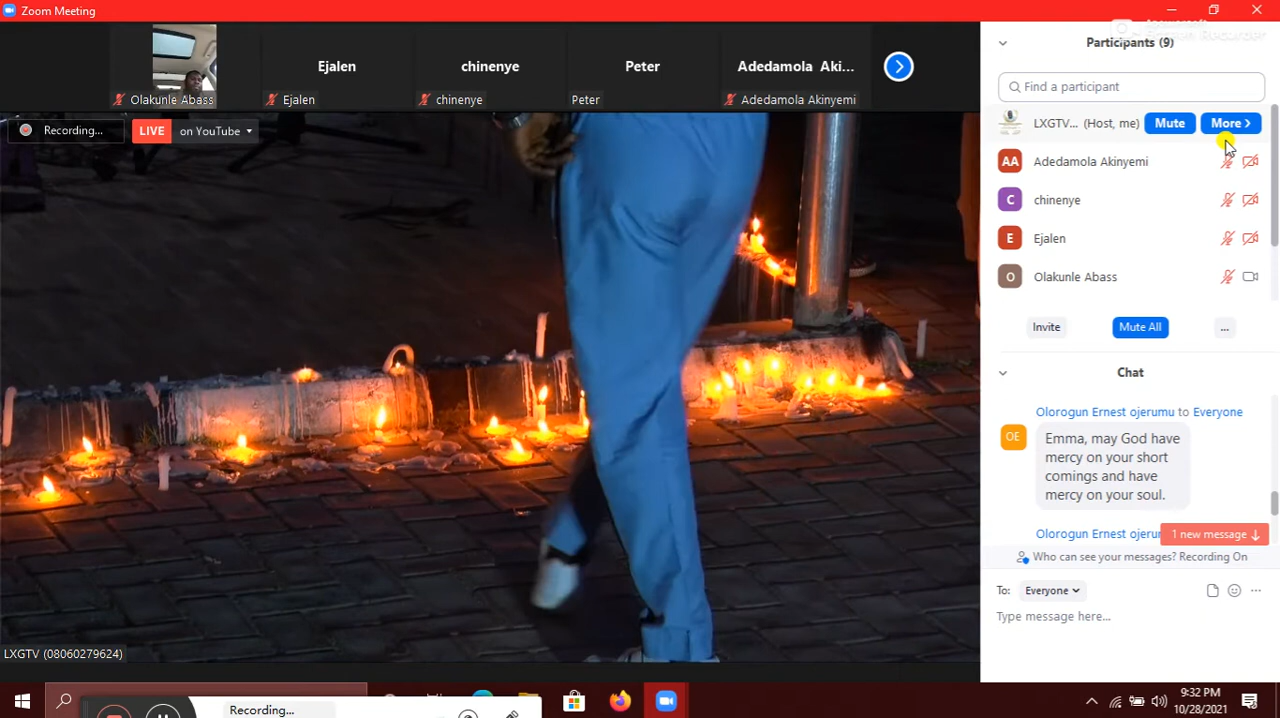 Zoom Meeting
Ejalen
chinenye
Peter
Adedamola Aki...
Olakunle Abass
Ejalen
chinenye
Peter
Adedamola Akinyemi
Recording...
LIVE on YouTube
Participants (9)
Screen Recorder
Find a participant
LXGTV... (Host, me)
Mute
More
AA
Adedamola Akinyemi
C
chinenye
E
Ejalen
O
Olakunle Abass
Invite
Mute All
...
Chat
Olorogun Ernest ojerumu to Everyone
OE
Emma, may God have
mercy on your short
comings and have
mercy on your soul.
Olorogun Ernest
1 new message
Who can see your messages? Recording On
To: Everyone
Type message here...
LXGTV (08060279624)
Recording...
9:32 PM
10/28/2021